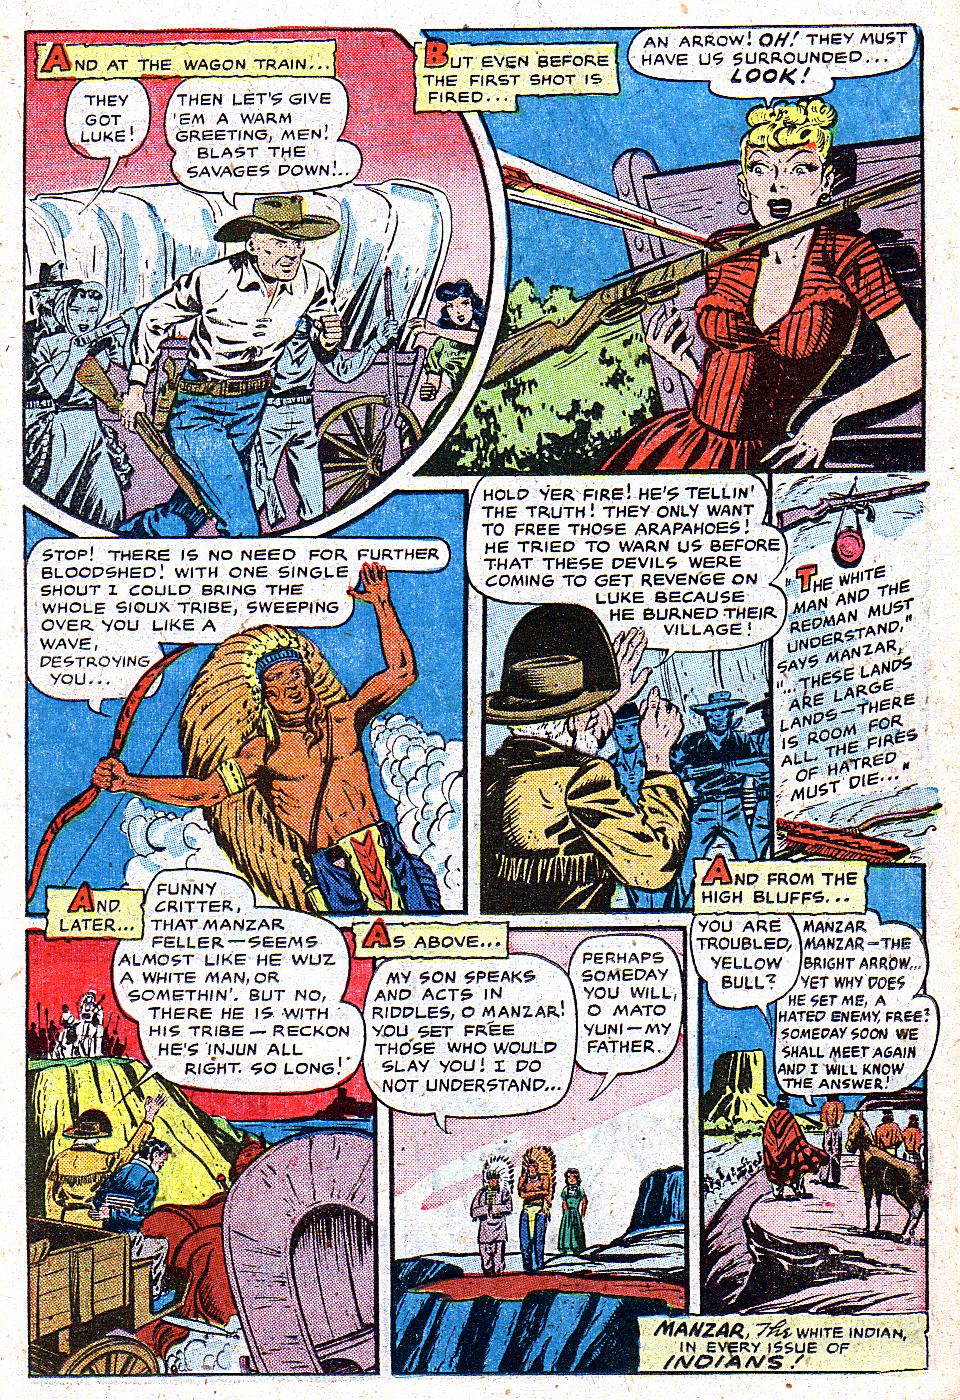 AND AT THE WAGON TRAIN...
THEY
GOT
LUKE!
THEN LET'S GIVE
'EM A WARM
GREETING, MEN!
BLAST THE
SAVAGES DOWN!..
BUT EVEN BEFORE
THE FIRST SHOT IS
FIRED...
AN ARROW! OH! THEY MUST
HAVE US SURROUNDED...
LOOK!
STOP! THERE IS NO NEED FOR FURTHER
BLOODSHED! WITH ONE SINGLE
SHOUT I COULD BRING THE
WHOLE SIOUX TRIBE, SWEEPING
OVER YOU LIKE A
WAVE,
DESTROYING
YOU...
HOLD YER FIRE! HE'S TELLIN'
THE TRUTH! THEY ONLY WANT
TO FREE THOSE ARAPAHOES!
HE TRIED TO WARN US BEFORE
THAT THESE DEVILS WERE
COMING TO GET REVENGE ON
LUKE BECAUSE
HE BURNED THEIR
VILLAGE!
"THE WHITE
MAN AND THE
REDMAN MUST
UNDERSTAND,"
SAYS MANZAR,
"...THESE LANDS
ARE LARGE
LANDS—THERE
IS ROOM FOR
ALL. THE FIRES
OF HATRED
MUST DIE..."
AND
LATER...
FUNNY
CRITTER,
THAT MANZAR
FELLER—SEEMS
ALMOST LIKE HE WUZ
A WHITE MAN, OR
SOMETHIN'. BUT NO,
THERE HE IS WITH
HIS TRIBE—RECKON
HE'S INJUN ALL
RIGHT. SO LONG!
AS ABOVE...
MY SON SPEAKS
AND ACTS IN
RIDDLES, O MANZAR!
YOU SET FREE
THOSE WHO WOULD
SLAY YOU! I DO
NOT UNDERSTAND...
PERHAPS
SOMEDAY
YOU WILL,
O MATO
YUNI—MY
FATHER.
AND FROM THE
HIGH BLUFFS...
YOU ARE
TROUBLED,
YELLOW
BULL?
MANZAR
MANZAR—THE
BRIGHT ARROW...
YET WHY DOES
HE SET ME, A
HATED ENEMY, FREE?
SOMEDAY SOON WE
SHALL MEET AGAIN
AND I WILL KNOW
THE ANSWER!
MANZAR, The WHITE INDIAN,
IN EVERY ISSUE OF
INDIANS!